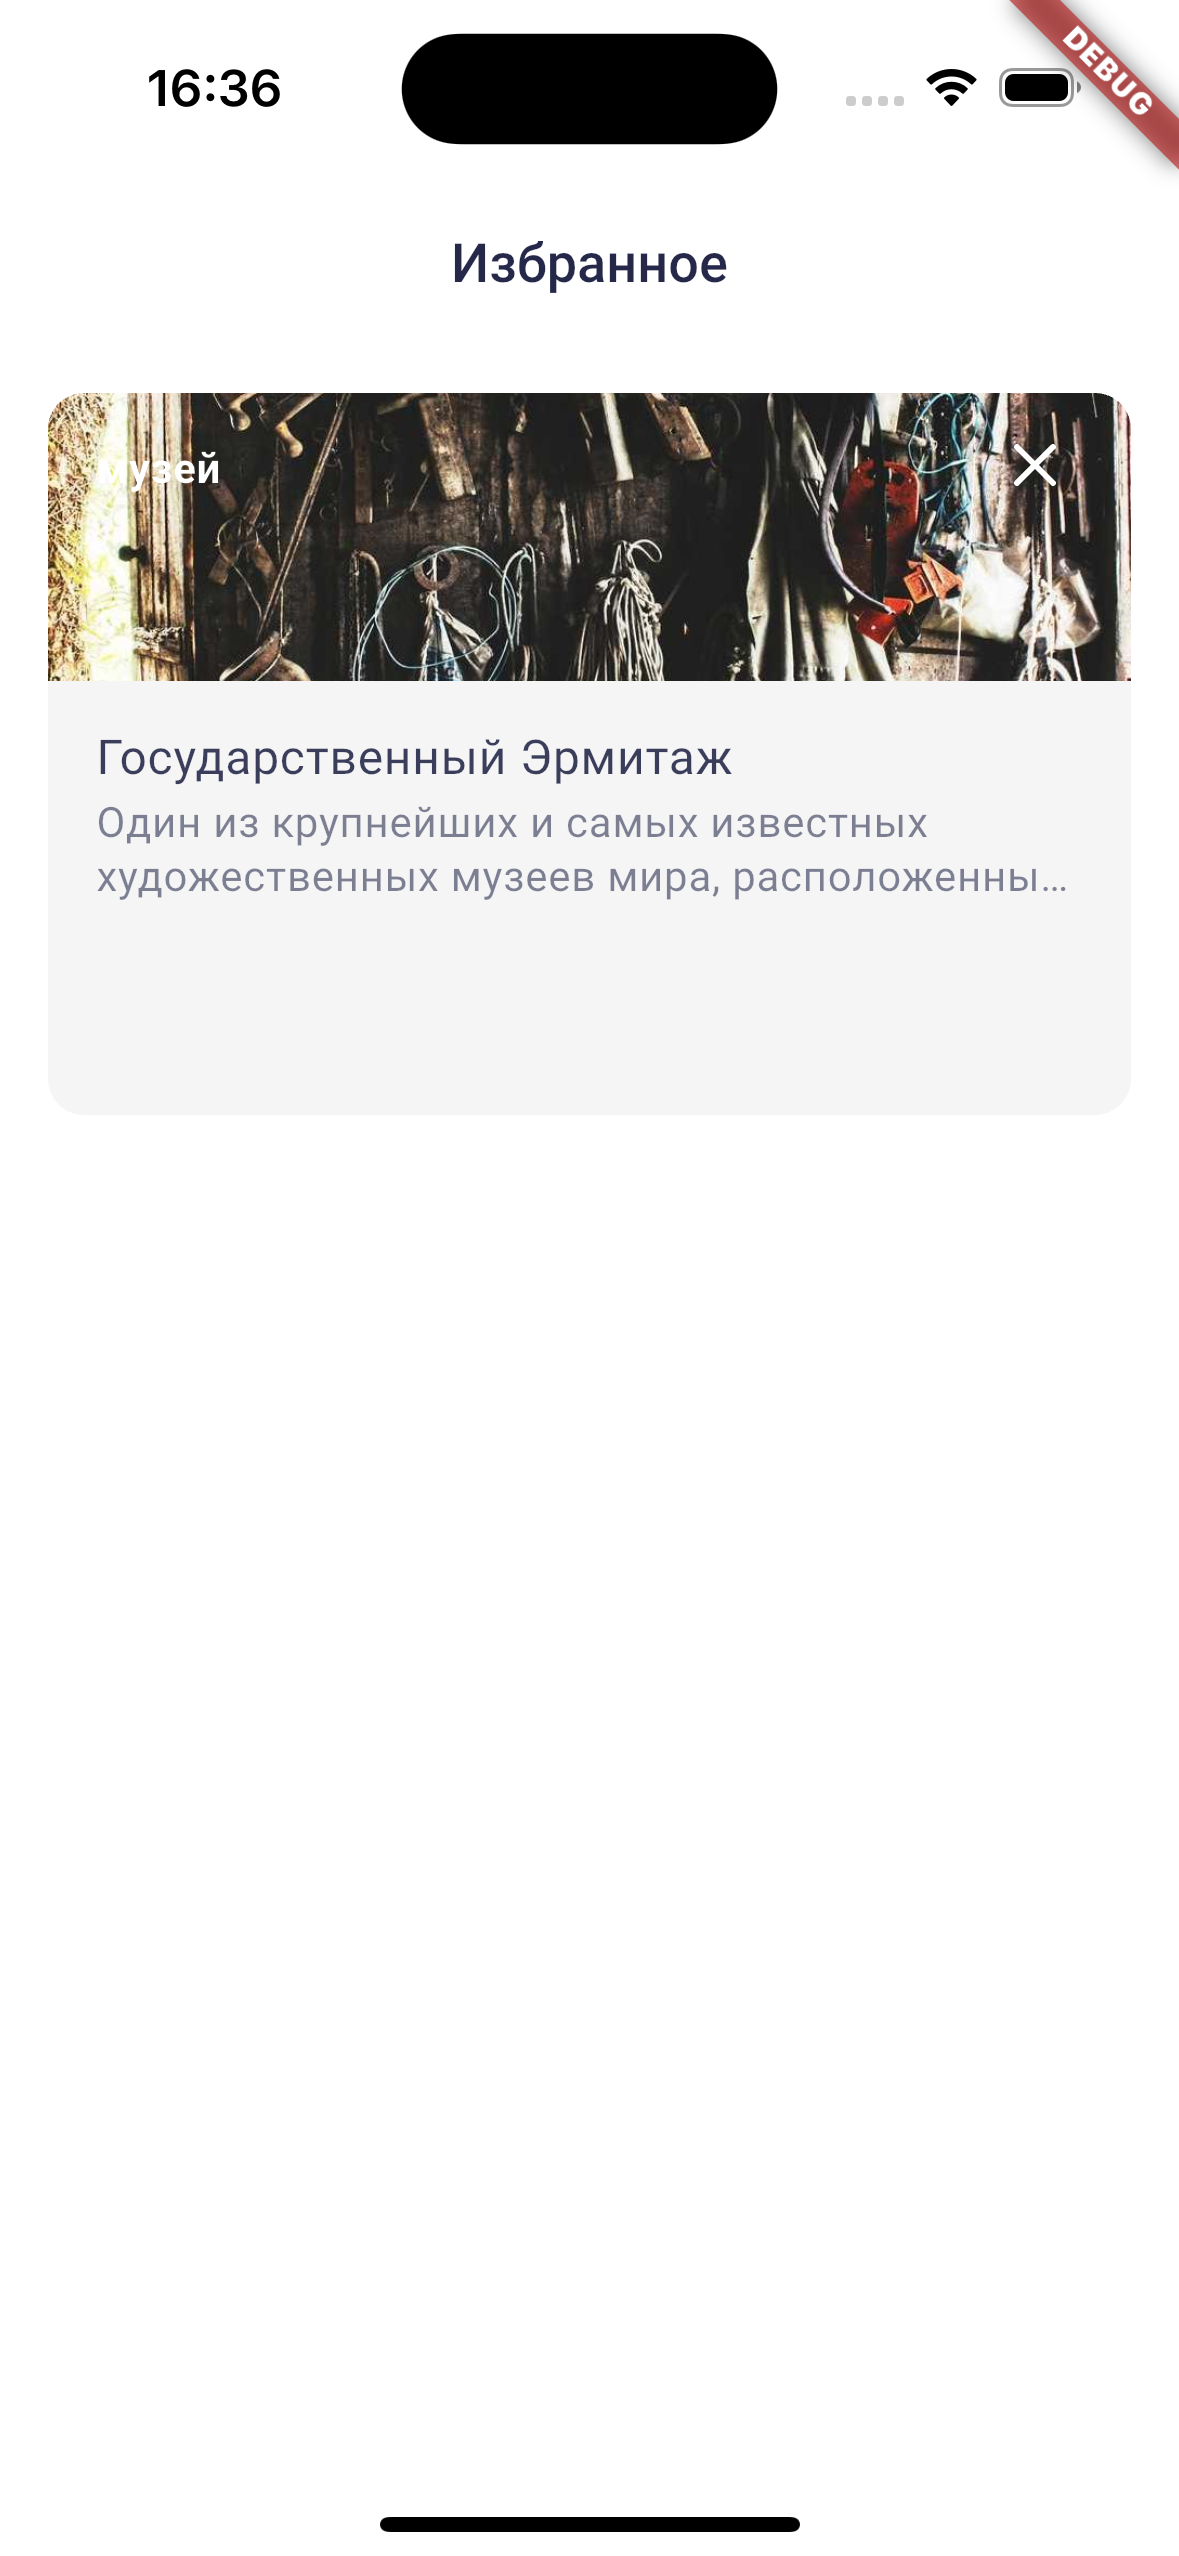 16:36
DEBUG
Избранное
музей
Государственный Эрмитаж
Один из крупнейших и самых известных
художественных музеев мира, расположенны...